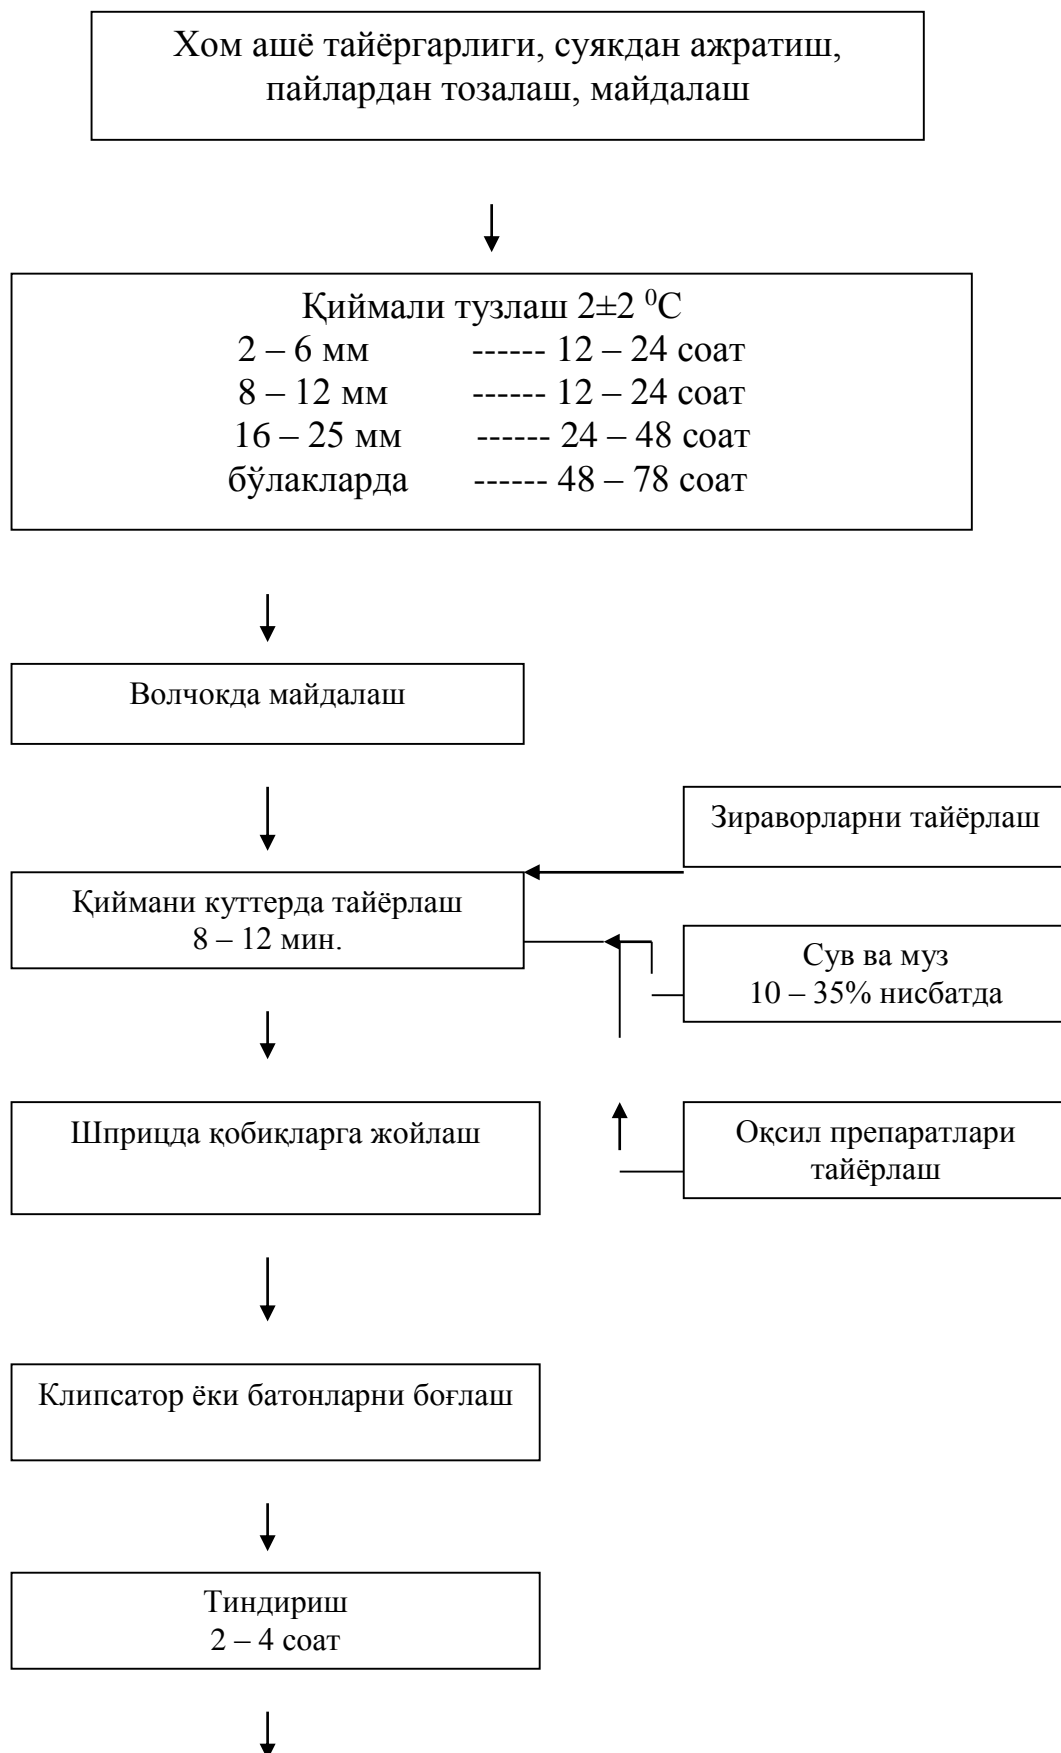 Хом ашё тайёргарлиги, суякдан ажратиш,
пайлардан тозалаш, майдалаш
Қиймали тузлаш 2±2 ⁰С
2 – 6 мм ------ 12 – 24 соат
8 – 12 мм ------ 12 – 24 соат
16 – 25 мм ------ 24 – 48 соат
бўлакларда ------ 48 – 78 соат
Волчокда майдалаш
Зираворларни тайёрлаш
Қиймани куттерда тайёрлаш
8 – 12 мин.
Сув ва муз
10 – 35% нисбатда
Шприцда қобиқларга жойлаш
Оқсил препаратлари
тайёрлаш
Клипсатор ёки батонларни боғлаш
Тиндириш
2 – 4 соат